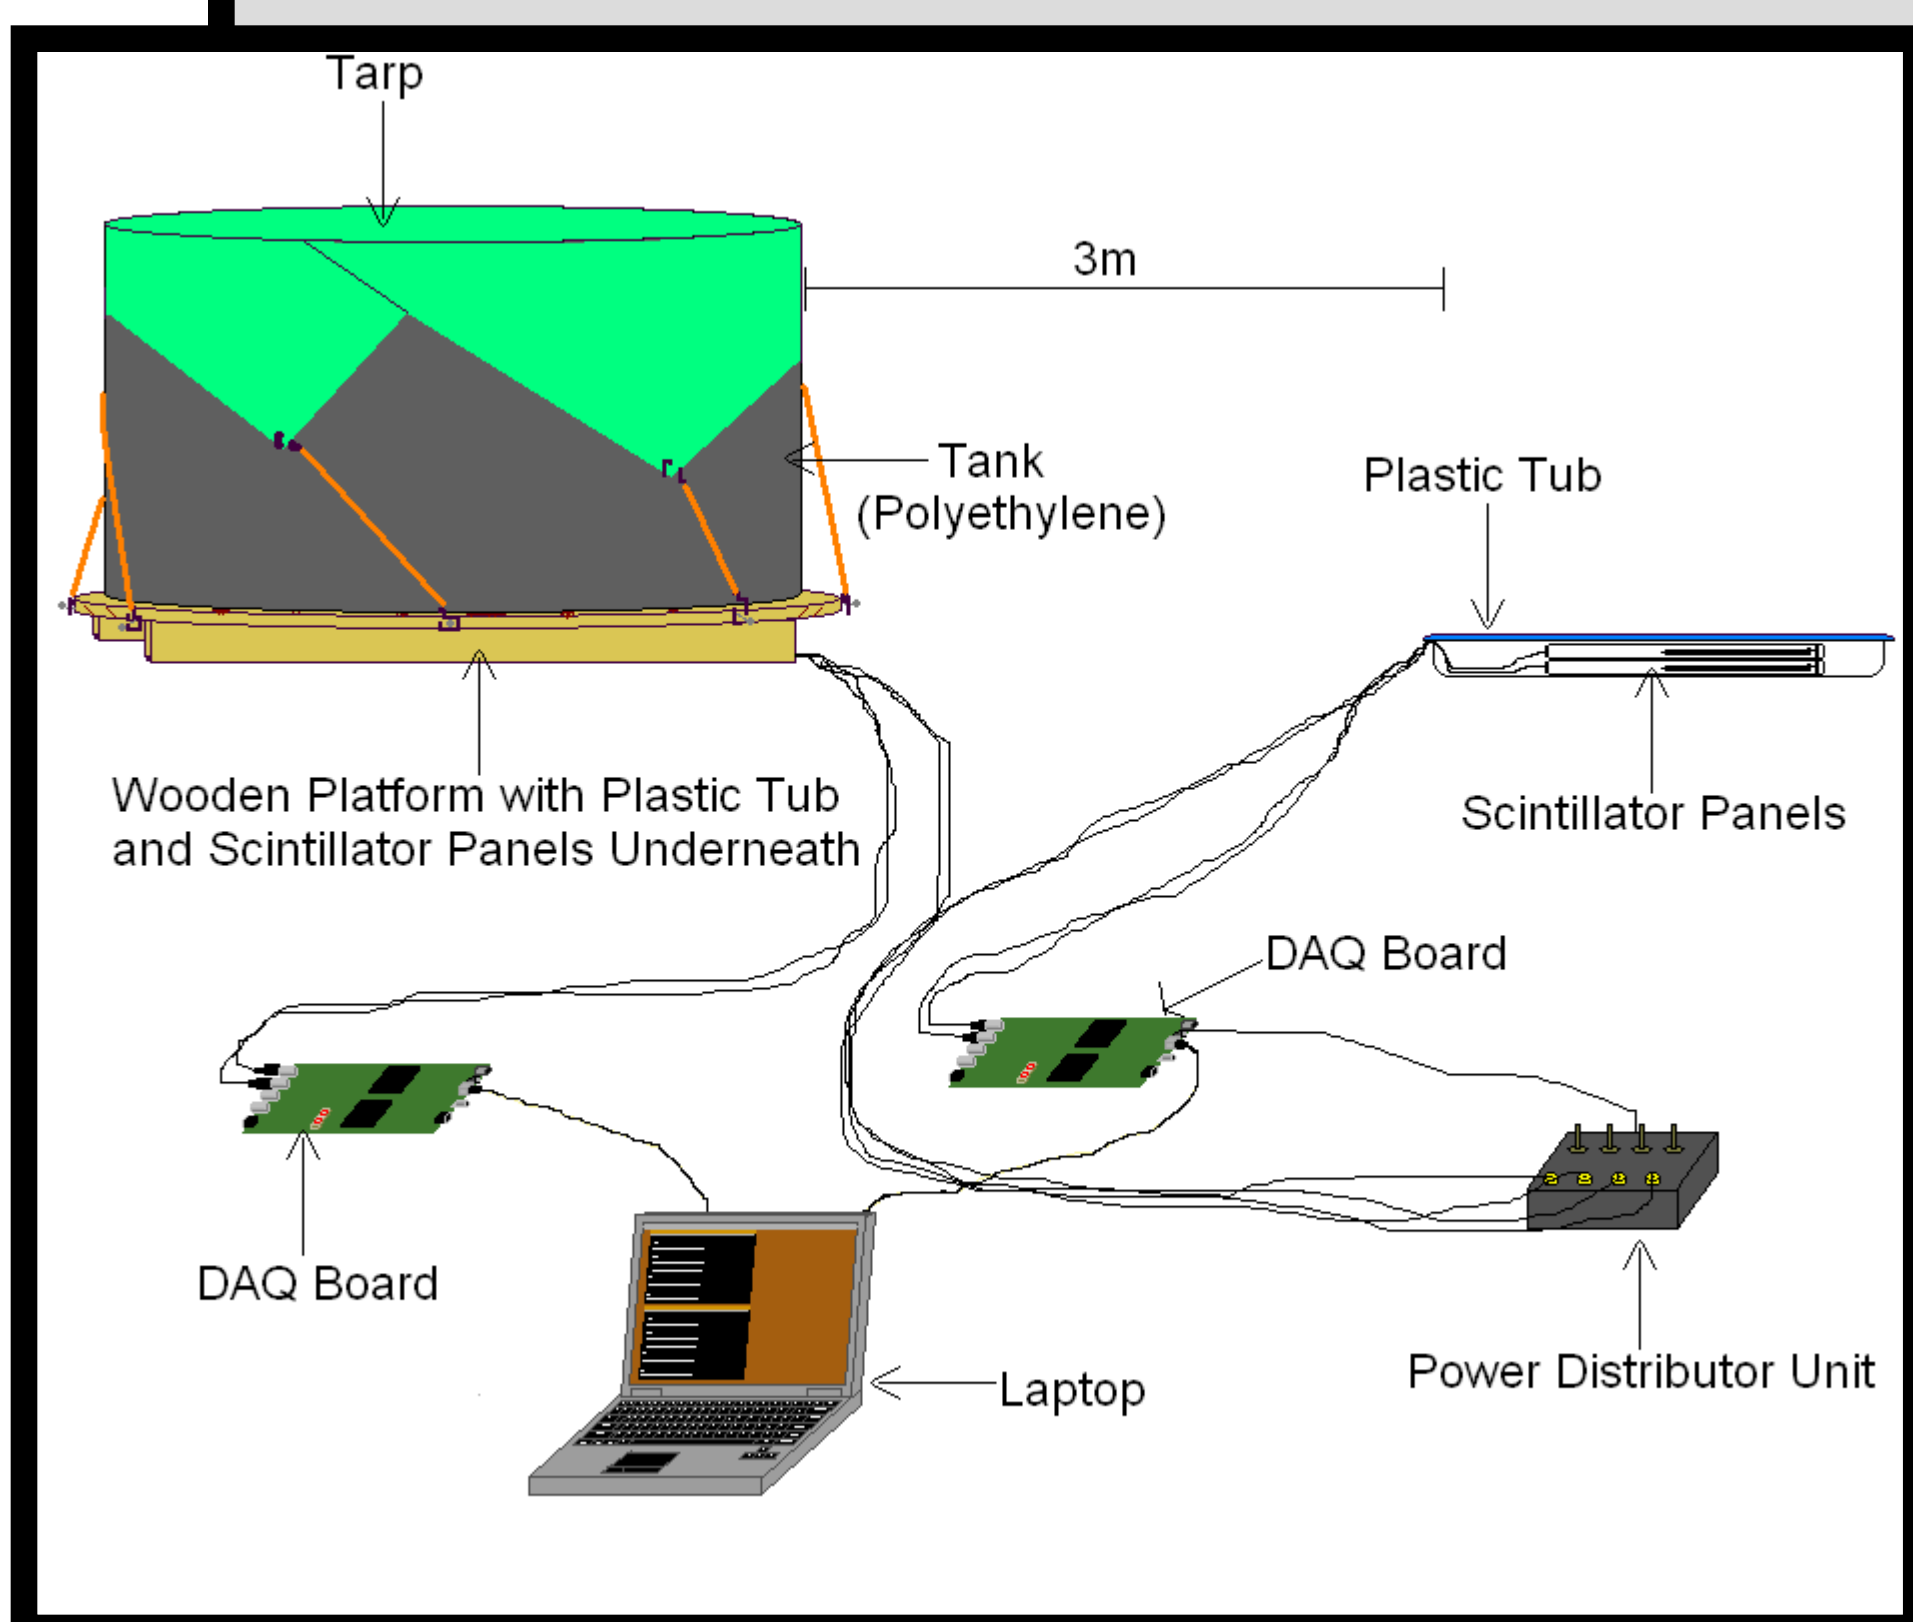 Tarp
3m
Tank
(Polyethylene)
Plastic Tub
Wooden Platform with Plastic Tub
and Scintillator Panels Underneath
Scintillator Panels
DAQ Board
DAQ Board
Power Distributor Unit
Laptop